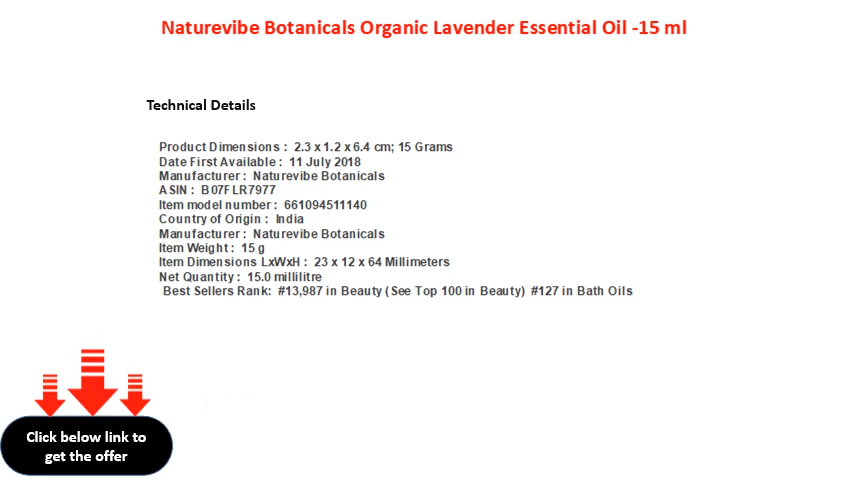 Naturevibe Botanicals Organic Lavender Essential Oil -15 ml
Technical Details
Product Dimensions : 2.3 x 1.2 x 6.4 cm; 15 Grams
Date First Available : 11 July 2018
Manufacturer : Naturevibe Botanicals
ASIN : B07FLR7977
Item model number : 661094511140
Country of Origin : India
Manufacturer : Naturevibe Botanicals
Item Weight : 15 g
Item Dimensions LxWxH : 23 x 12 x 64 Millimeters
Net Quantity : 15.0 millilitre
Best Sellers Rank: #13,987 in Beauty (See Top 100 in Beauty) #127 in Bath Oils
Click below link to
get the offer